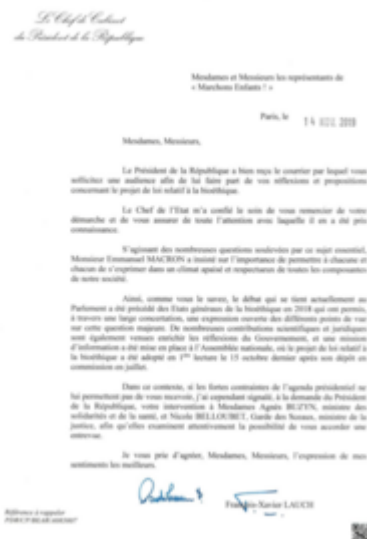 Le Chef de Cabinet
du Président de la République
Mesdames et Messieurs les représentants de
« Marchons Enfants ! »
Paris, le 14 NOV. 2019
Mesdames, Messieurs,
Le Président de la République a bien reçu le courrier par lequel vous
sollicitez une audience afin de lui faire part de vos réflexions et propositions
concernant le projet de loi relatif à la bioéthique.
Le Chef de l'Etat m'a confié le soin de vous remercier de votre
démarche et de vous assurer de toute l'attention avec laquelle il en a été pris
connaissance.
S'agissant des nombreuses questions soulevées par ce sujet essentiel,
Monsieur Emmanuel MACRON a insisté sur l'importance de permettre à chacune et
chacun de s'exprimer dans un climat apaisé et respectueux de toutes les composantes
de notre société.
Ainsi, comme vous le savez, le débat qui se tient actuellement au
Parlement a été précédé des Etats généraux de la bioéthique en 2018 qui ont permis,
à travers une large concertation, une expression ouverte des différents points de vue
sur cette question majeure. De nombreuses contributions scientifiques et juridiques
sont également venues enrichir les réflexions du Gouvernement, et une mission
d'information a été mise en place à l'Assemblée nationale, où le projet de loi relatif à
la bioéthique a été adopté en 1ère lecture le 15 octobre dernier après son dépôt en
commission en juillet.
Dans ce contexte, si les fortes contraintes de l'agenda présidentiel ne
lui permettent pas de vous recevoir, j'ai cependant signalé, à la demande du Président
de la République, votre intervention à Mesdames Agnès BUZYN, ministre des
solidarités et de la santé, et Nicole BELLOUBET, Garde des Sceaux, ministre de la
justice, afin qu'elles examinent attentivement la possibilité de vous accorder une
entrevue.
Je vous prie d'agréer, Mesdames, Messieurs, l'expression de mes
sentiments les meilleurs.
François-Xavier LAUCH
Référence à rappeler